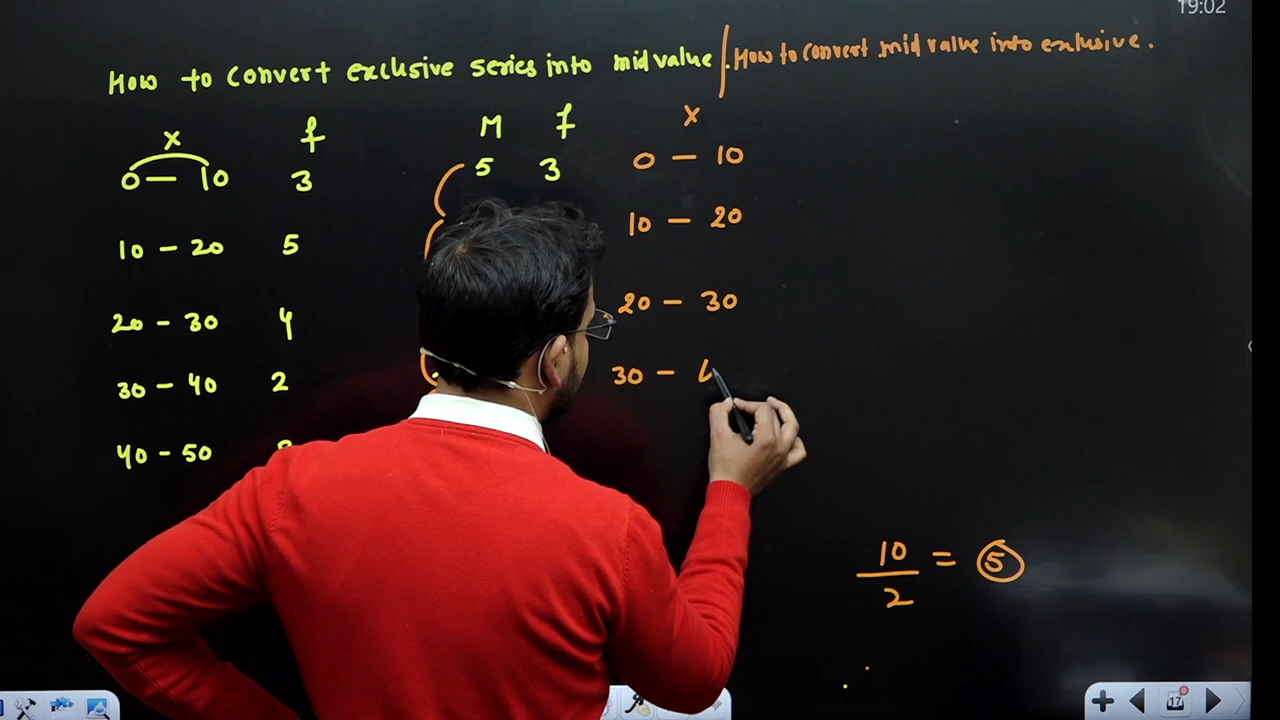 19:02
How to convert exclusive series into mid value. How to convert mid value into exclusive.
x f M f x
0 – 10 3 5 3 0 – 10
10 – 20 5 10 – 20
20 – 30 4 20 – 30
30 – 40 2 30 –
40 – 50
10/2 = 5
17